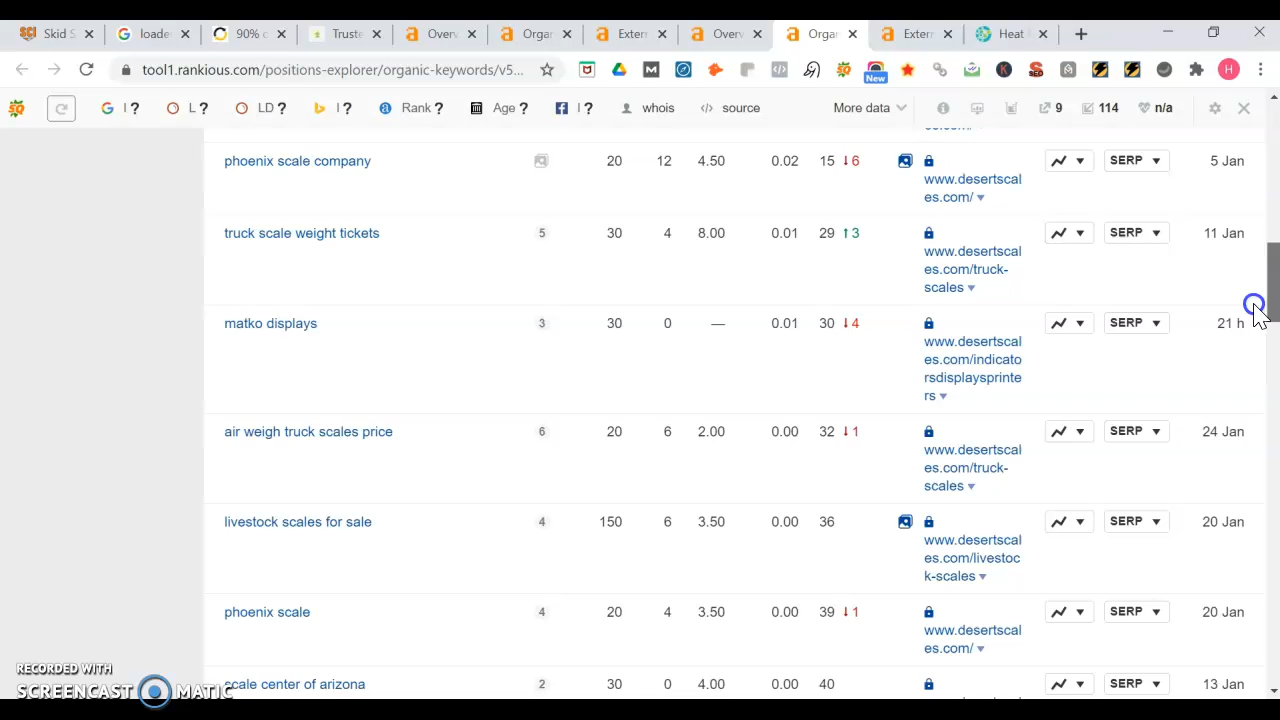 Skid S
loade
90% c
Truste
Overv
Organ
Extern
Overv
Organ
Extern
Heat M
tool1.rankious.com/positions-explorer/organic-keywords/v5...
New
I ?
L ?
LD ?
I ?
Rank ?
Age ?
I ?
whois
source
More data
9
114
n/a
es.com/
phoenix scale company 20 12 4.50 0.02 15 ↓6 SERP 5 Jan
www.desertscal
es.com/
truck scale weight tickets 5 30 4 8.00 0.01 29 ↑3 SERP 11 Jan
www.desertscal
es.com/truck-
scales
matko displays 3 30 0 — 0.01 30 ↓4 SERP 21 h
www.desertscal
es.com/indicato
rsdisplaysprinte
rs
air weigh truck scales price 6 20 6 2.00 0.00 32 ↓1 SERP 24 Jan
www.desertscal
es.com/truck-
scales
livestock scales for sale 4 150 6 3.50 0.00 36 SERP 20 Jan
www.desertscal
es.com/livestoc
k-scales
phoenix scale 4 20 4 3.50 0.00 39 ↓1 SERP 20 Jan
www.desertscal
es.com/
scale center of arizona 2 30 0 4.00 0.00 40 SERP 13 Jan
RECORDED WITH
SCREENCAST MATIC